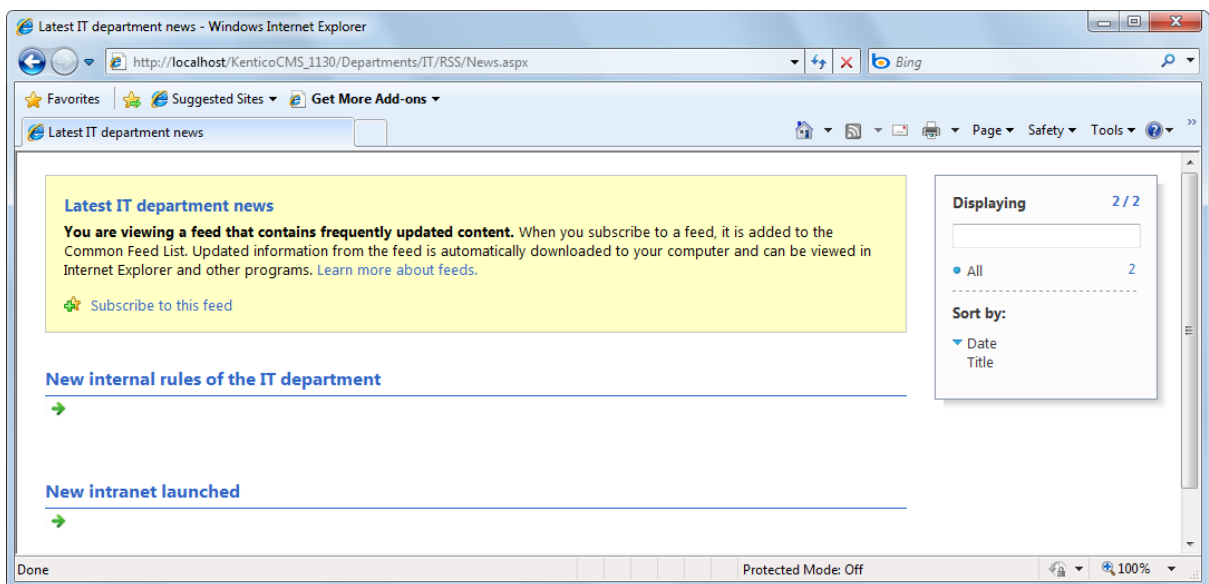 Latest IT department news - Windows Internet Explorer
http://localhost/KenticoCMS_1130/Departments/IT/RSS/News.aspx
Bing
Favorites
Suggested Sites
Get More Add-ons
Latest IT department news
Page
Safety
Tools
Latest IT department news
You are viewing a feed that contains frequently updated content. When you subscribe to a feed, it is added to the
Common Feed List. Updated information from the feed is automatically downloaded to your computer and can be viewed in
Internet Explorer and other programs. Learn more about feeds.
Subscribe to this feed
Displaying 2 / 2
All 2
Sort by:
Date
Title
New internal rules of the IT department
New intranet launched
Done
Protected Mode: Off
100%